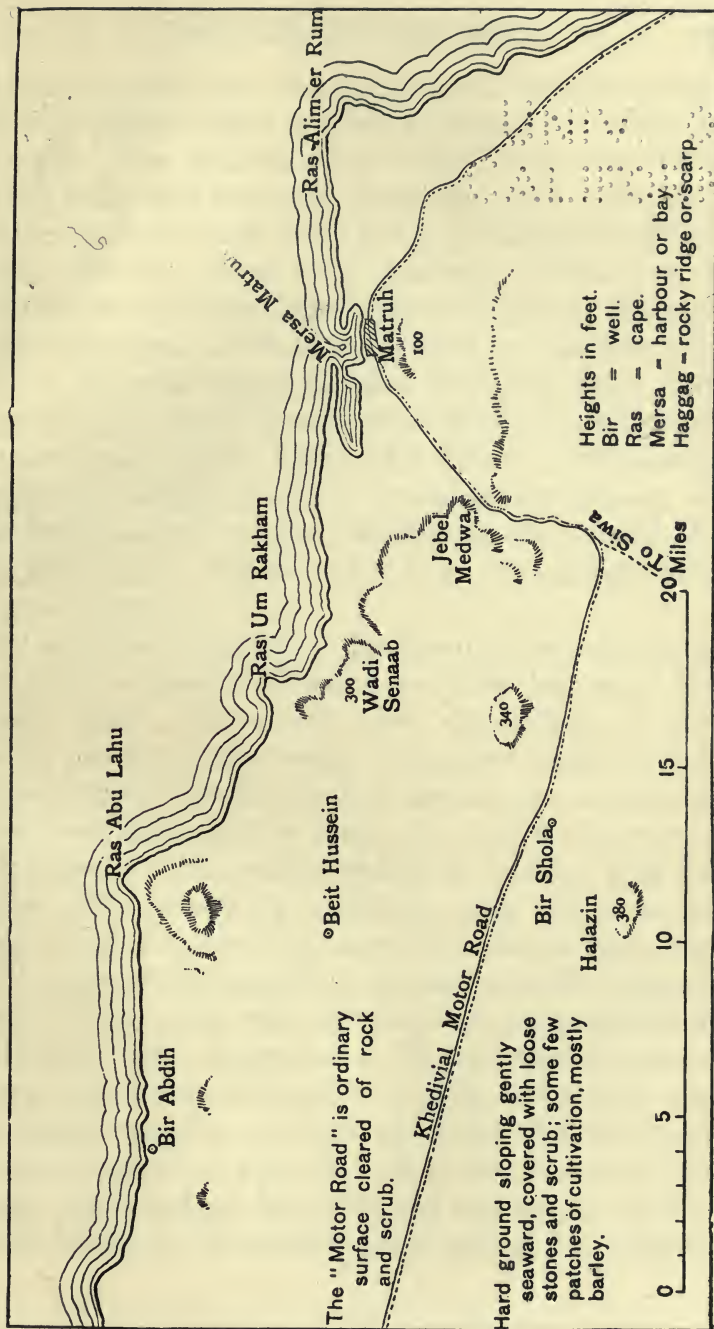 Ras Alim er Rum
Mersa Matru
Ras Um Rakham
Ras Abu Lahu
Bir Abdih
Matruh
100
Jebel
Medwa
300
Wadi
Senaab
Beit Hussein
340
To Siwa
Khedivial Motor Road
Bir Shola
Halazin
380
The "Motor Road" is ordinary
surface cleared of rock
and scrub.
Hard ground sloping gently
seaward, covered with loose
stones and scrub; some few
patches of cultivation, mostly
barley.
Heights in feet.
Bir = well.
Ras = cape.
Mersa = harbour or bay.
Haggag = rocky ridge or scarp
0 5 10 15 20 Miles